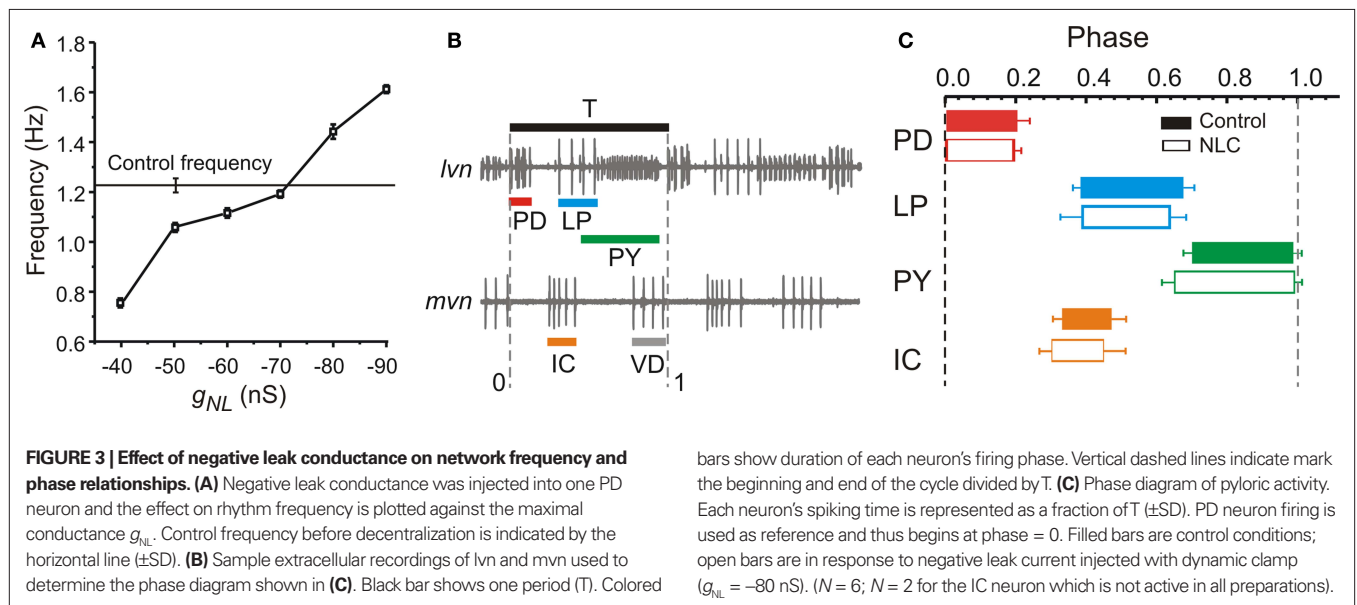 A
1.8
1.6
1.4
1.2
1.0
0.8
0.6
Frequency (Hz)
Control frequency
-40 -50 -60 -70 -80 -90
gNL (nS)
B
T
lvn
PD LP
PY
mvn
IC VD
0 1
C
Phase
0.0 0.2 0.4 0.6 0.8 1.0
Control
NLC
PD
LP
PY
IC
FIGURE 3 | Effect of negative leak conductance on network frequency and
phase relationships. (A) Negative leak conductance was injected into one PD
neuron and the effect on rhythm frequency is plotted against the maximal
conductance gNL. Control frequency before decentralization is indicated by the
horizontal line (±SD). (B) Sample extracellular recordings of lvn and mvn used to
determine the phase diagram shown in (C). Black bar shows one period (T). Colored
bars show duration of each neuron's firing phase. Vertical dashed lines indicate mark
the beginning and end of the cycle divided by T. (C) Phase diagram of pyloric activity.
Each neuron's spiking time is represented as a fraction of T (±SD). PD neuron firing is
used as reference and thus begins at phase = 0. Filled bars are control conditions;
open bars are in response to negative leak current injected with dynamic clamp
(gNL = –80 nS). (N = 6; N = 2 for the IC neuron which is not active in all preparations).